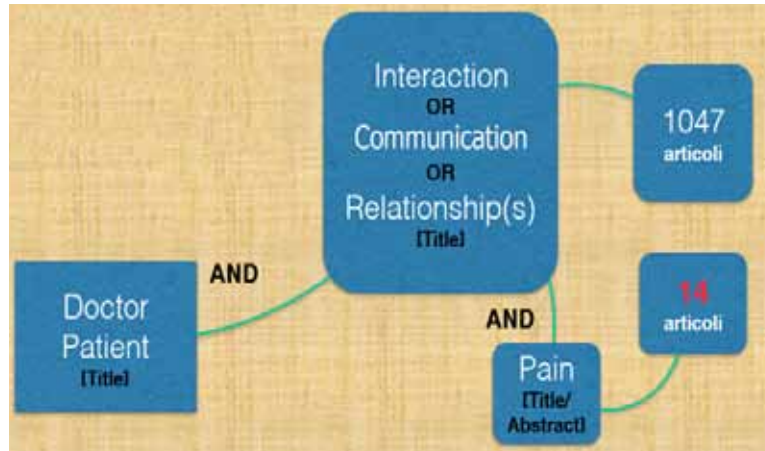 Interaction
OR
Communication
OR
Relationship(s)
[Title]
1047
articoli
AND
Doctor
Patient
[Title]
14
articoli
AND
Pain
[Title/
Abstract]